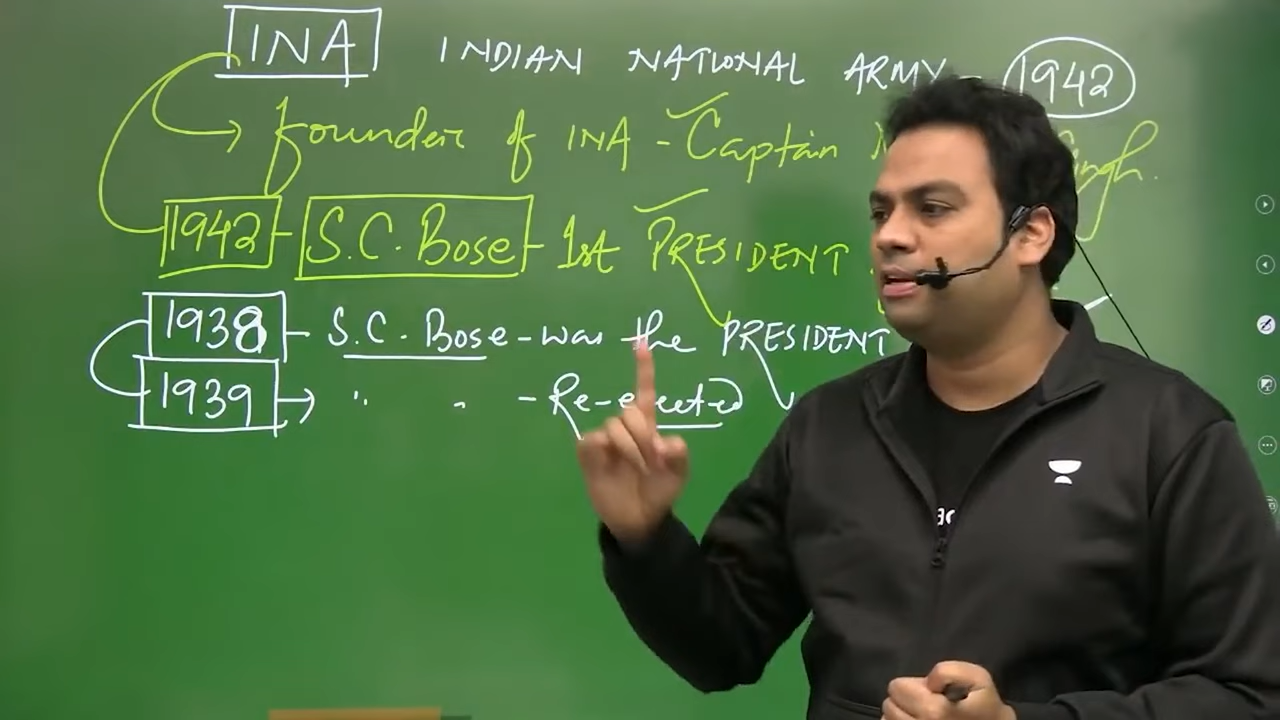 INA INDIAN NATIONAL ARMY - 1942
founder of INA - Captain Singh.
1942 - S.C. Bose - 1st PRESIDENT
1938 - S.C. Bose - was the PRESIDENT
1939 → " " - Re-elected